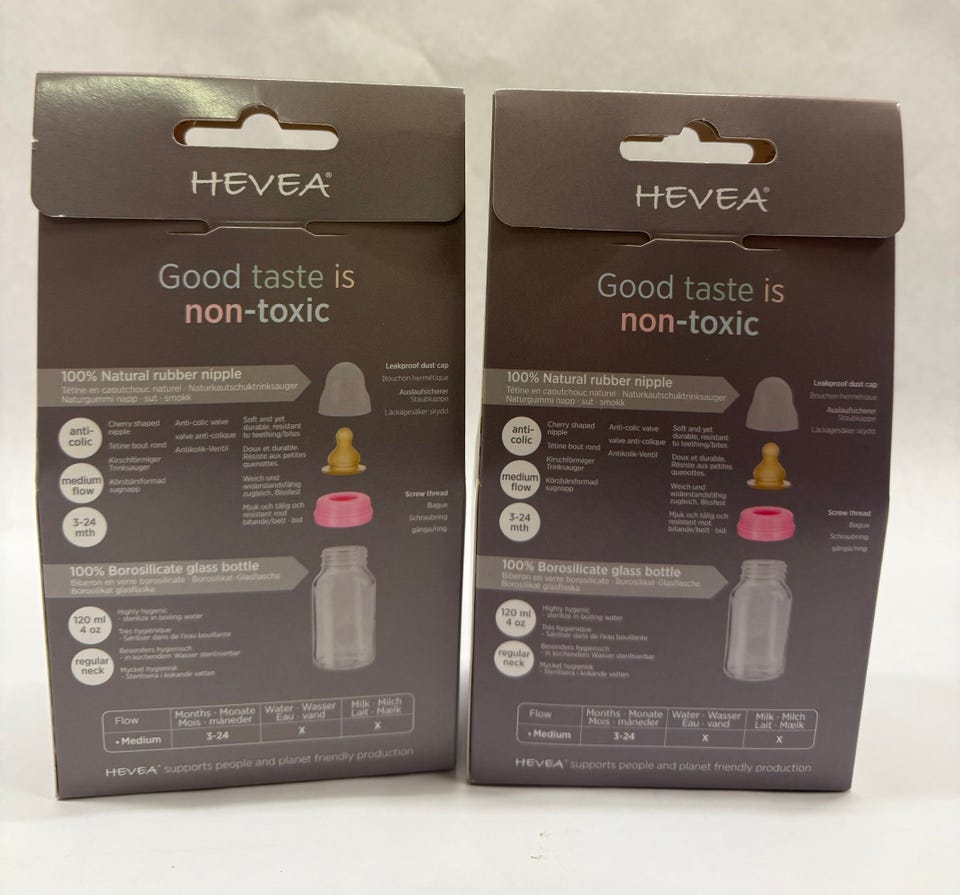 HEVEA®
Good taste is
non-toxic
100% Natural rubber nipple
Tétine en caoutchouc naturel · Naturkautschuktrinksauger
Naturgummi napp · sut · smokk
Leakproof dust cap
Bouchon hermétique
Auslaufsicherer
Staubkappe
Läckagesäker skydd
anti-
colic
medium
flow
3-24
mth
Cherry shaped
nipple
Tétine bout rond
Kirschförmiger
Trinksauger
Körsbärsformad
sugnapp
Anti-colic valve
valve anti-colique
Antikolik-Ventil
Soft and yet
durable, resistant
to teething/bites
Doux et durable.
Résiste aux petites
quenottes.
Weich und
widerstandsfähig
zugleich, Bissfest
Mjuk och tålig och
resistent mot
bitande/bett · bid
Screw thread
Bague
Schraubring
gänga/ring
100% Borosilicate glass bottle
Biberon en verre borosilicate · Borosilikat-Glasflasche
Borosilikat glasflaska
120 ml
4 oz
regular
neck
Highly hygenic
- sterilize in boiling water
Très hygiénique
- Sériliser dans de l'eau bouillante
Besonders hygienisch
- in kochendem Wasser sterilisierbar
Mycket hygienisk
- Sterilisera i kokande vatten
Flow
Months · Monate
Mois · måneder
Water · Wasser
Eau · vand
Milk · Milch
Lait · Mælk
• Medium
3-24
X
X
HEVEA® supports people and planet friendly production
HEVEA®
Good taste is
non-toxic
100% Natural rubber nipple
Tétine en caoutchouc naturel · Naturkautschuktrinksauger
Naturgummi napp · sut · smokk
Leakproof dust cap
Bouchon hermétique
Auslaufsicherer
Staubkappe
Läckagesäker skydd
anti-
colic
medium
flow
3-24
mth
Cherry shaped
nipple
Tétine bout rond
Kirschförmiger
Trinksauger
Körsbärsformad
sugnapp
Anti-colic valve
valve anti-colique
Antikolik-Ventil
Soft and yet
durable, resistant
to teething/bites
Doux et durable.
Résiste aux petites
quenottes.
Weich und
widerstandsfähig
zugleich, Bissfest
Mjuk och tålig och
resistent mot
bitande/bett · bid
Screw thread
Bague
Schraubring
gänga/ring
100% Borosilicate glass bottle
Biberon en verre borosilicate · Borosilikat-Glasflasche
Borosilikat glasflaska
120 ml
4 oz
regular
neck
Highly hygenic
- sterilize in boiling water
Très hygiénique
- Sériliser dans de l'eau bouillante
Besonders hygienisch
- in kochendem Wasser sterilisierbar
Mycket hygienisk
- Sterilisera i kokande vatten
Flow
Months · Monate
Mois · måneder
Water · Wasser
Eau · vand
Milk · Milch
Lait · Mælk
• Medium
3-24
X
X
HEVEA® supports people and planet friendly production